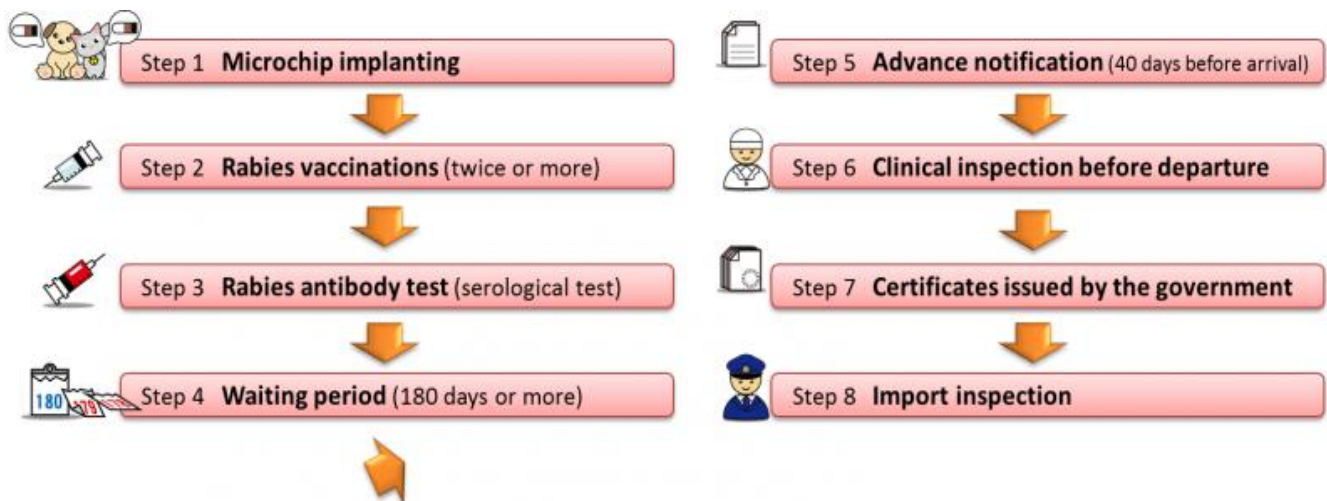 Step 1 Microchip implanting
Step 2 Rabies vaccinations (twice or more)
Step 3 Rabies antibody test (serological test)
180 179
Step 4 Waiting period (180 days or more)
Step 5 Advance notification (40 days before arrival)
Step 6 Clinical inspection before departure
Step 7 Certificates issued by the government
Step 8 Import inspection